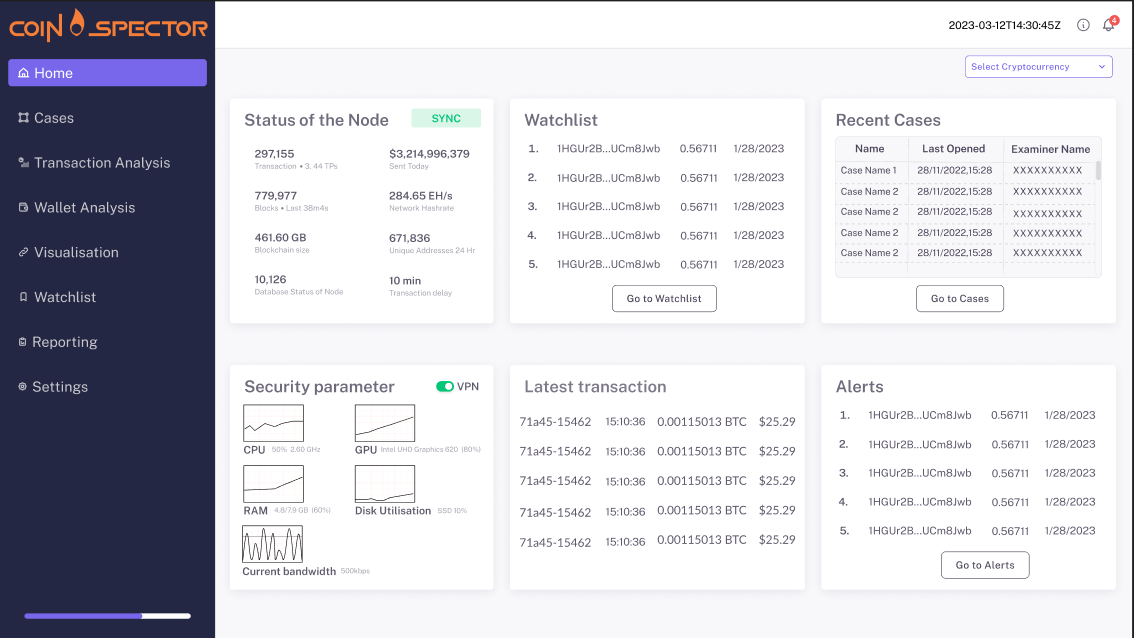 COIN SPECTOR
2023-03-12T14:30:45Z
4
Home
Cases
Transaction Analysis
Wallet Analysis
Visualisation
Watchlist
Reporting
Settings
Select Cryptocurrency
Status of the Node SYNC
297,155 $3,214,996,379
Transaction • 3, 44 TPs Sent Today
779,977 284.65 EH/s
Blocks • Last 38m4s Network Hashrate
461.60 GB 671,836
Blockchain size Unique Addresses 24 Hr
10,126 10 min
Database Status of Node Transaction delay
Watchlist
1. 1HGUr2B...UCm8Jwb 0.56711 1/28/2023
2. 1HGUr2B...UCm8Jwb 0.56711 1/28/2023
3. 1HGUr2B...UCm8Jwb 0.56711 1/28/2023
4. 1HGUr2B...UCm8Jwb 0.56711 1/28/2023
5. 1HGUr2B...UCm8Jwb 0.56711 1/28/2023
Go to Watchlist
Recent Cases
Name Last Opened Examiner Name
Case Name 1 28/11/2022,15:28 XXXXXXXXXX
Case Name 2 28/11/2022,15:28 XXXXXXXXXX
Case Name 2 28/11/2022,15:28 XXXXXXXXXX
Case Name 2 28/11/2022,15:28 XXXXXXXXXX
Case Name 2 28/11/2022,15:28 XXXXXXXXXX
Go to Cases
Security parameter VPN
CPU 50% 2.60 GHz GPU Intel UHD Graphics 620 (80%)
RAM 4.8/7.9 GB (60%) Disk Utilisation SSD 10%
Current bandwidth 500kbps
Latest transaction
71a45-15462 15:10:36 0.00115013 BTC $25.29
71a45-15462 15:10:36 0.00115013 BTC $25.29
71a45-15462 15:10:36 0.00115013 BTC $25.29
71a45-15462 15:10:36 0.00115013 BTC $25.29
71a45-15462 15:10:36 0.00115013 BTC $25.29
Alerts
1. 1HGUr2B...UCm8Jwb 0.56711 1/28/2023
2. 1HGUr2B...UCm8Jwb 0.56711 1/28/2023
3. 1HGUr2B...UCm8Jwb 0.56711 1/28/2023
4. 1HGUr2B...UCm8Jwb 0.56711 1/28/2023
5. 1HGUr2B...UCm8Jwb 0.56711 1/28/2023
Go to Alerts